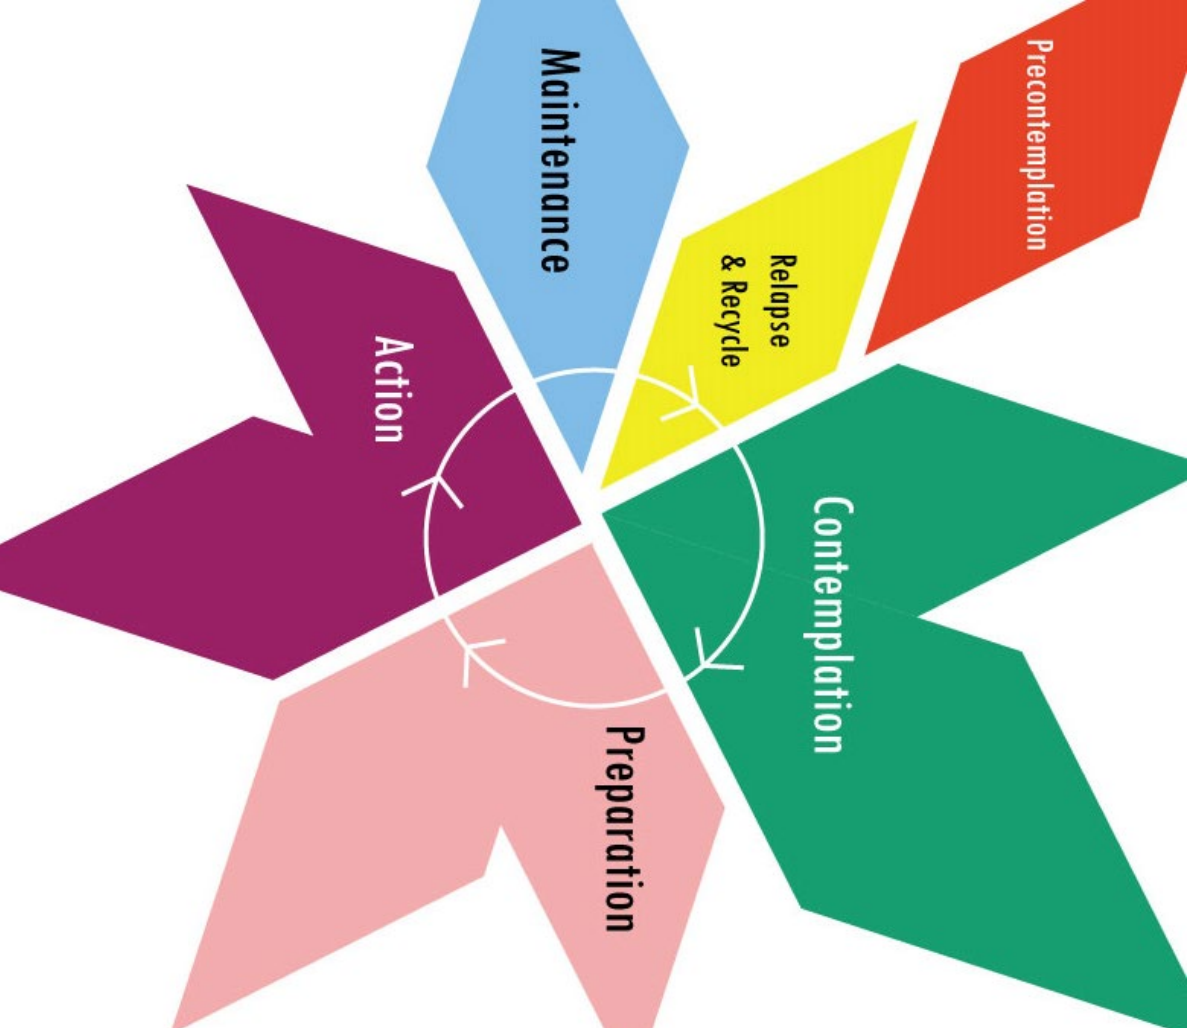 Precontemplation
Contemplation
Relapse
& Recycle
Preparation
Maintenance
Action